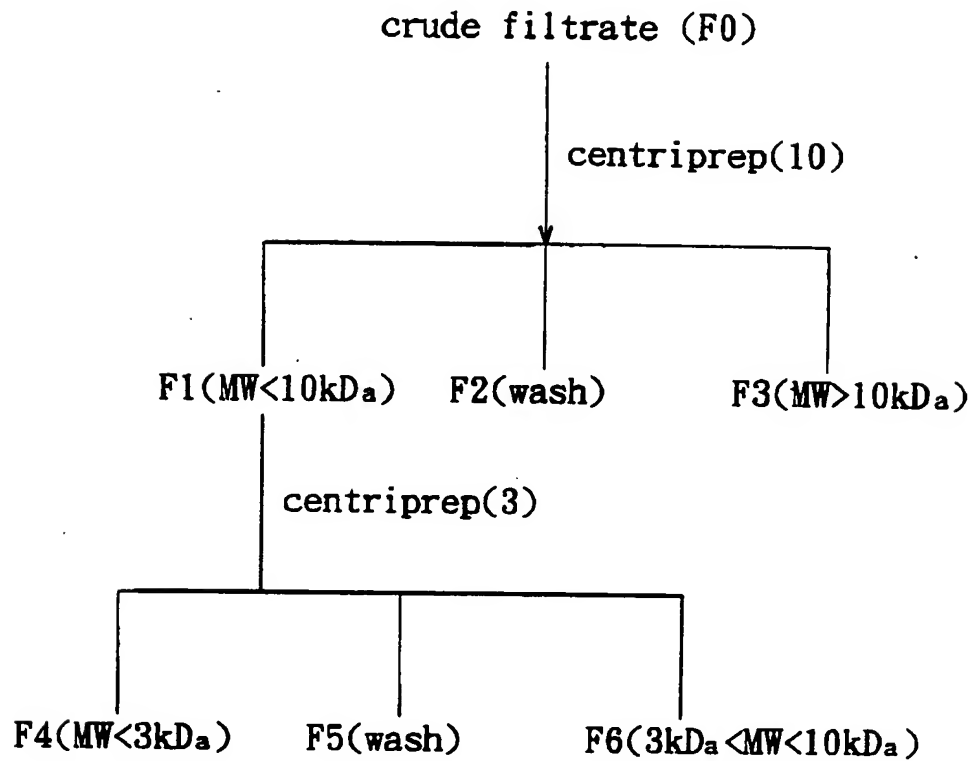 crude filtrate (F0)
centriprep(10)
F1(MW<10kDa) F2(wash) F3(MW>10kDa)
centriprep(3)
F4(MW<3kDa) F5(wash) F6(3kDa<MW<10kDa)